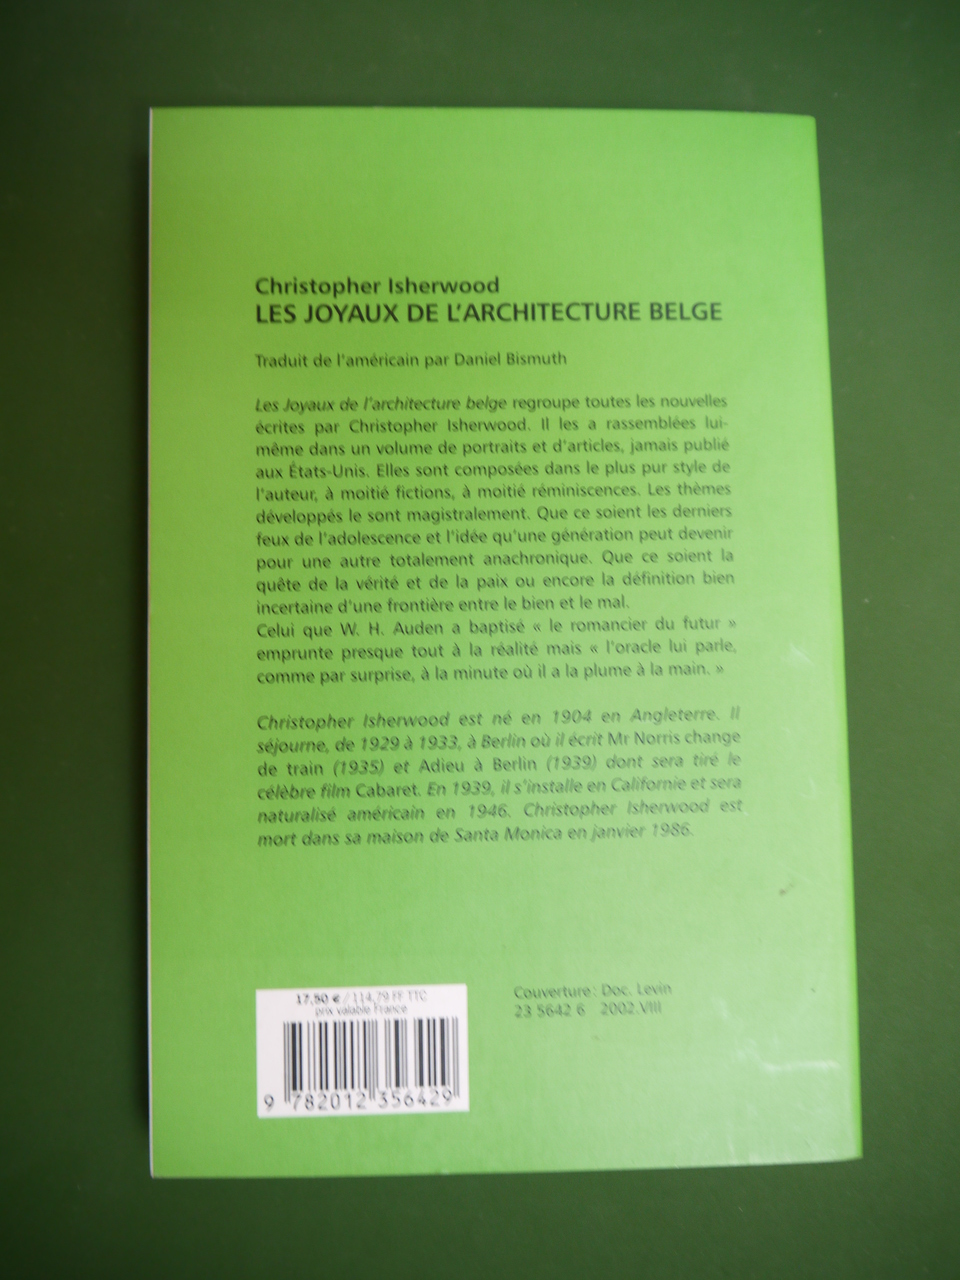 Christopher Isherwood
LES JOYAUX DE L'ARCHITECTURE BELGE
Traduit de l'américain par Daniel Bismuth
Les Joyaux de l'architecture belge regroupe toutes les nouvelles
écrites par Christopher Isherwood. Il les a rassemblées lui-
même dans un volume de portraits et d'articles, jamais publié
aux États-Unis. Elles sont composées dans le plus pur style de
l'auteur, à moitié fictions, à moitié réminiscences. Les thèmes
développés le sont magistralement. Que ce soient les derniers
feux de l'adolescence et l'idée qu'une génération peut devenir
pour une autre totalement anachronique. Que ce soient la
quête de la vérité et de la paix ou encore la définition bien
incertaine d'une frontière entre le bien et le mal.
Celui que W. H. Auden a baptisé « le romancier du futur »
emprunte presque tout à la réalité mais « l'oracle lui parle,
comme par surprise, à la minute où il a la plume à la main. »
Christopher Isherwood est né en 1904 en Angleterre. Il
séjourne, de 1929 à 1933, à Berlin où il écrit Mr Norris change
de train (1935) et Adieu à Berlin (1939) dont sera tiré le
célèbre film Cabaret. En 1939, il s'installe en Californie et sera
naturalisé américain en 1946. Christopher Isherwood est
mort dans sa maison de Santa Monica en janvier 1986.
17,50 € / 114,79 FF TTC
prix valable France
9 782012 356429
Couverture : Doc. Levin
23 5642 6 2002.VIII